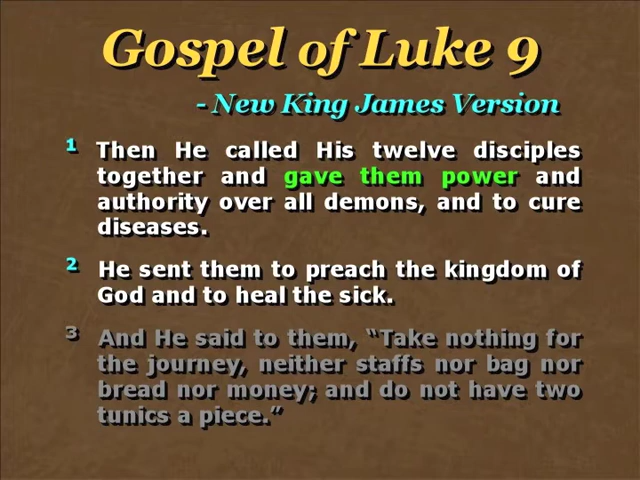 Gospel of Luke 9
- New King James Version
1 Then He called His twelve disciples
together and gave them power and
authority over all demons, and to cure
diseases.
2 He sent them to preach the kingdom of
God and to heal the sick.
3 And He said to them, “Take nothing for
the journey, neither staffs nor bag nor
bread nor money; and do not have two
tunics a piece.”